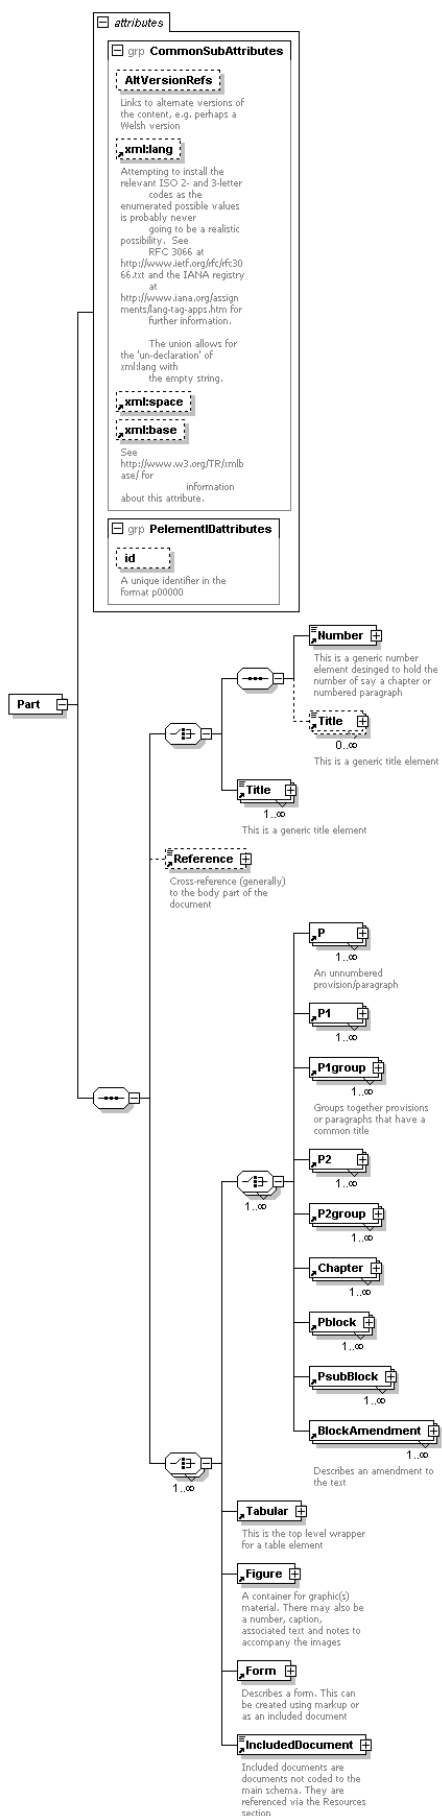 attributes
grp CommonSubAttributes
AltVersionRefs
Links to alternate versions of
the content, e.g. perhaps a
Welsh version
xml:lang
Attempting to install the
relevant ISO 2- and 3-letter
codes as the
enumerated possible values
is probably never
going to be a realistic
possibility. See
RFC 3066 at
http://www.ietf.org/rfc/rfc30
66.txt and the IANA registry
at
http://www.iana.org/assign
ments/lang-tag-apps.htm for
further information.
The union allows for
the 'un-declaration' of
xml:lang with
the empty string.
xml:space
xml:base
See
http://www.w3.org/TR/xmlb
ase/ for
information
about this attribute.
grp PelementIDattributes
id
A unique identifier in the
format p00000
Part
Number
This is a generic number
element desinged to hold the
number of say a chapter or
numbered paragraph
Title
0..∞
This is a generic title element
Title
1..∞
This is a generic title element
Reference
Cross-reference (generally)
to the body part of the
document
P
1..∞
An unnumbered
provision/paragraph
P1
1..∞
P1group
1..∞
Groups together provisions
or paragraphs that have a
common title
P2
1..∞
1..∞
P2group
1..∞
Chapter
1..∞
Pblock
1..∞
PsubBlock
1..∞
BlockAmendment
1..∞
Describes an amendment to
the text
1..∞
Tabular
This is the top level wrapper
for a table element
Figure
A container for graphic(s)
material. There may also be
a number, caption,
associated text and notes to
accompany the images
Form
Describes a form. This can
be created using markup or
as an included document
IncludedDocument
Included documents are
documents not coded to the
main schema. They are
referenced via the Resources
section